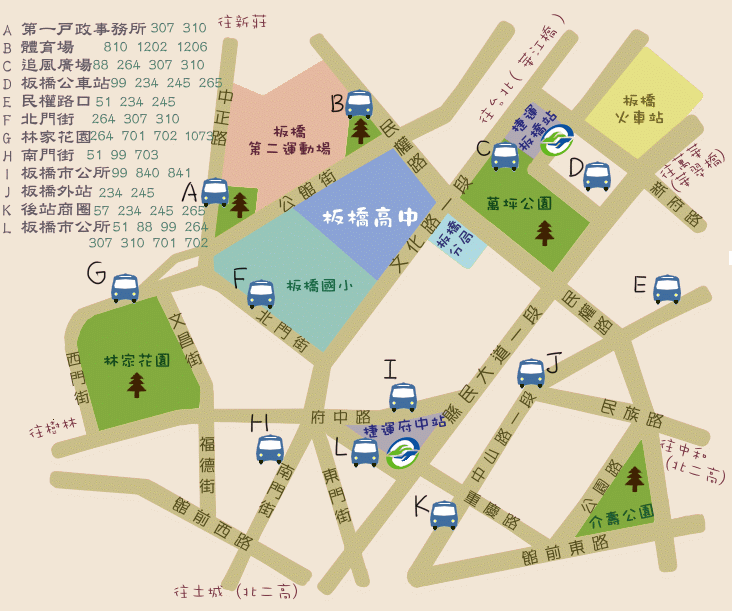 A 第一戶政事務所 307 310
B 體育場 810 1202 1206
C 追風廣場 88 264 307 310
D 板橋公車站 99 234 245 265
E 民權路口 51 234 245
F 北門街 264 307 310
G 林家花園 264 701 702 1073
H 南門街 51 99 703
I 板橋市公所 99 840 841
J 板橋外站 234 245
K 後站商圈 57 234 245 265
L 板橋市公所 51 88 99 264
307 310 701 702
往新莊
往台北(華江橋)
中正路
B
板橋
第二運動場
民權路
捷運
板橋站
板橋
火車站
C
D
往萬華
(華翠橋)
A
公館街
板橋高中
文化路一段
萬坪公園
新府路
板橋
分局
G
F
板橋國小
E
北門街
民權路
文昌街
西門街
林家花園
縣民大道一段
I
J
往樹林
府中路
H
捷運府中站
L
中山路一段
民族路
往中和
(北二高)
福德街
南門街
東門街
K
重慶路
公園路
介壽公園
館前西路
館前東路
往土城 (北二高)